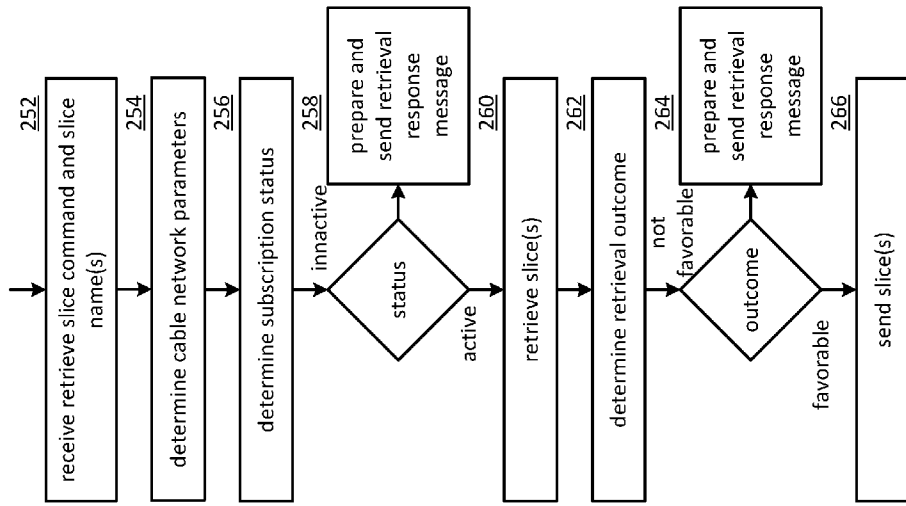 252
receive retrieve slice command and slice
name(s)
254
determine cable network parameters
256
determine subscription status
258
innactive
status
prepare and
send retrieval
response
message
active
260
retrieve slice(s)
262
determine retrieval outcome
264
not
favorable
outcome
prepare and
send retrieval
response
message
favorable
266
send slice(s)